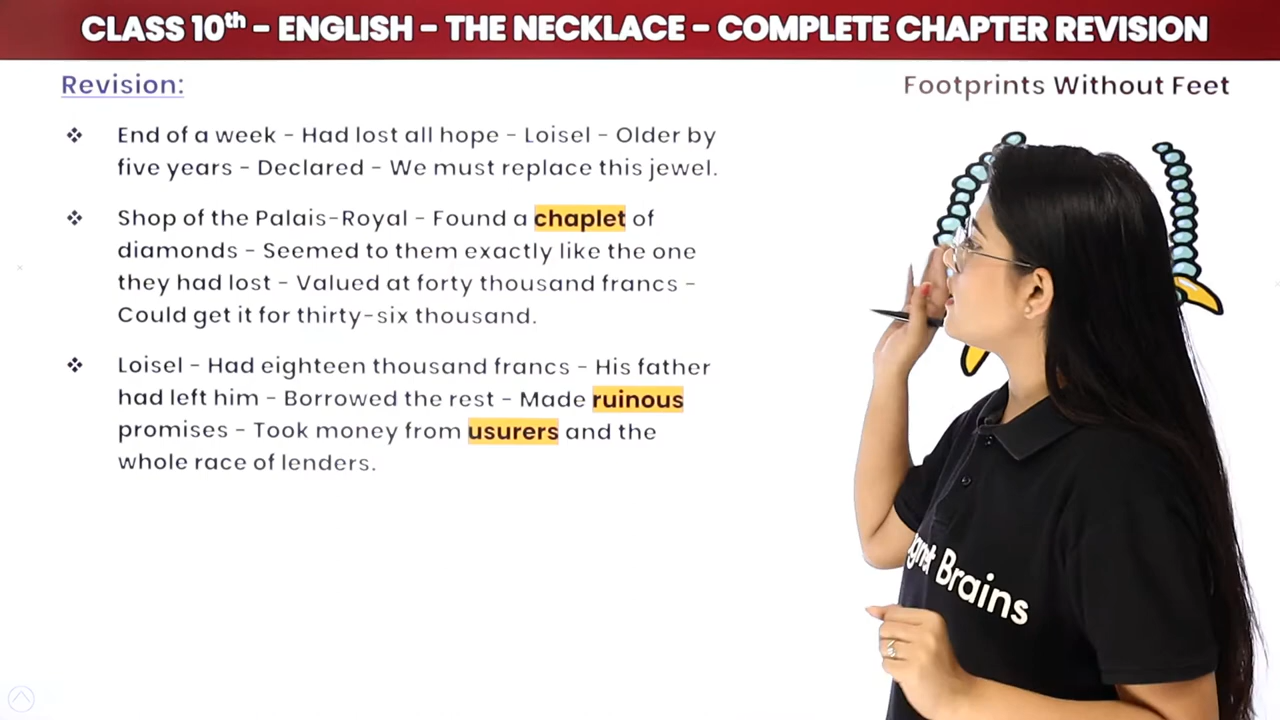 CLASS 10th – ENGLISH – THE NECKLACE – COMPLETE CHAPTER REVISION
Revision:
Footprints Without Feet
❖ End of a week – Had lost all hope – Loisel – Older by
five years – Declared – We must replace this jewel.
❖ Shop of the Palais-Royal – Found a chaplet of
diamonds – Seemed to them exactly like the one
they had lost – Valued at forty thousand francs –
Could get it for thirty-six thousand.
❖ Loisel – Had eighteen thousand francs – His father
had left him – Borrowed the rest – Made ruinous
promises – Took money from usurers and the
whole race of lenders.
Brains